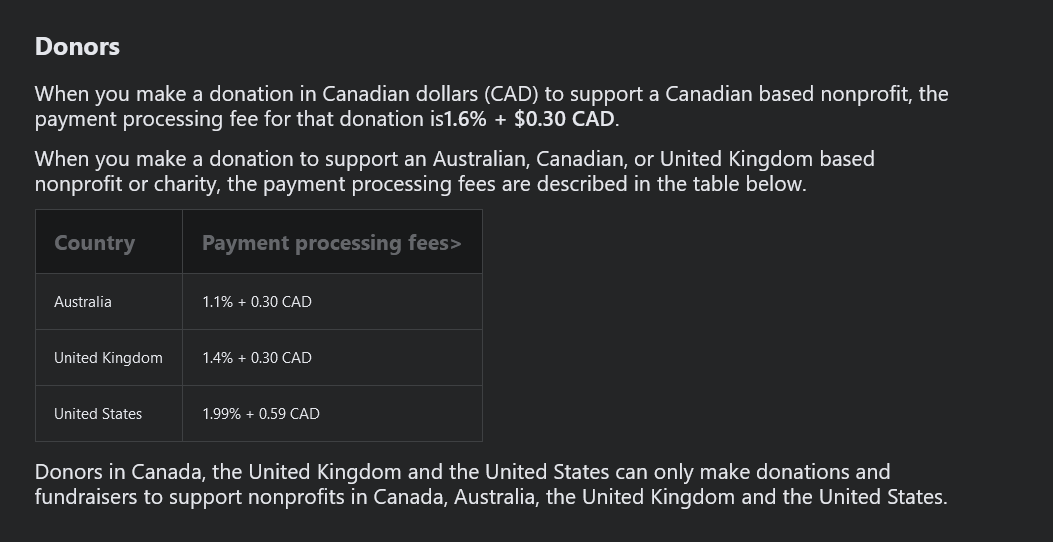 Donors
When you make a donation in Canadian dollars (CAD) to support a Canadian based nonprofit, the
payment processing fee for that donation is1.6% + $0.30 CAD.
When you make a donation to support an Australian, Canadian, or United Kingdom based
nonprofit or charity, the payment processing fees are described in the table below.
Country Payment processing fees>
Australia 1.1% + 0.30 CAD
United Kingdom 1.4% + 0.30 CAD
United States 1.99% + 0.59 CAD
Donors in Canada, the United Kingdom and the United States can only make donations and
fundraisers to support nonprofits in Canada, Australia, the United Kingdom and the United States.